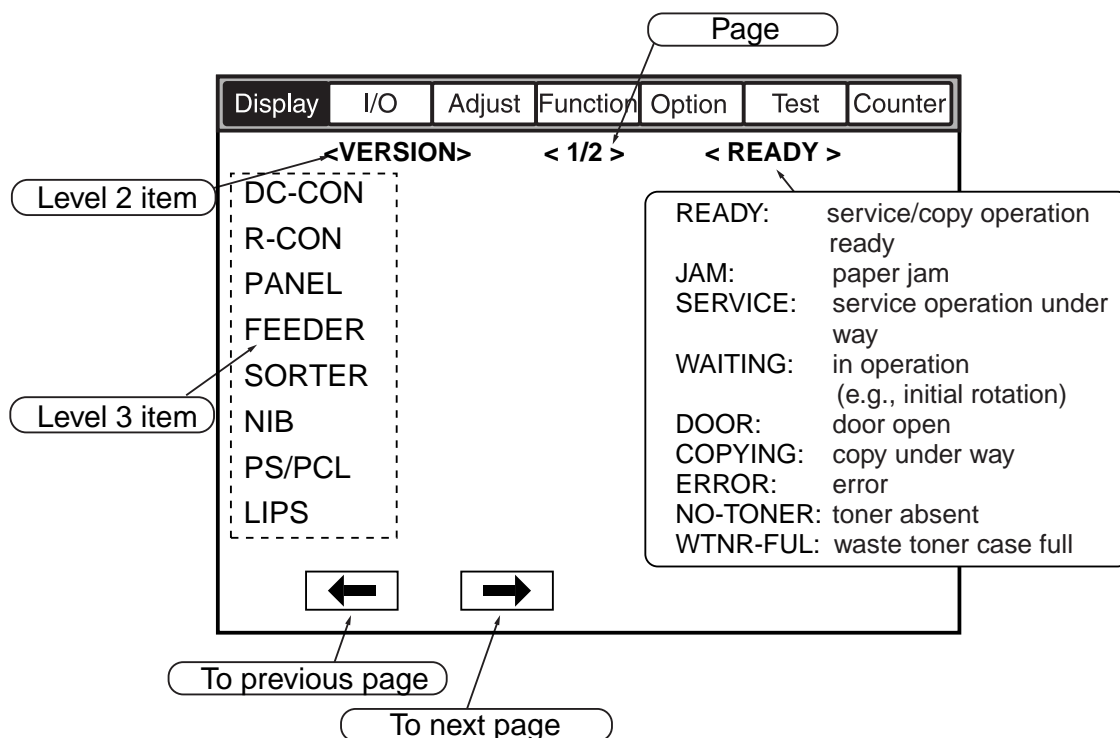 Page
Display I/O Adjust Function Option Test Counter
<VERSION> < 1/2 > < READY >
Level 2 item
DC-CON
R-CON
PANEL
FEEDER
SORTER
NIB
PS/PCL
LIPS
Level 3 item
READY: service/copy operation
ready
JAM: paper jam
SERVICE: service operation under
way
WAITING: in operation
(e.g., initial rotation)
DOOR: door open
COPYING: copy under way
ERROR: error
NO-TONER: toner absent
WTNR-FUL: waste toner case full
To previous page
To next page